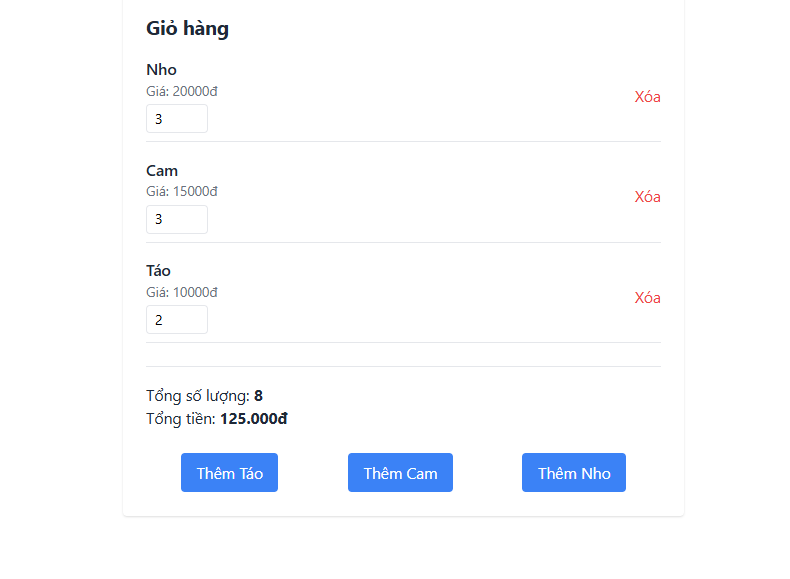 Giỏ hàng
Nho
Giá: 20000đ
3
Xóa
Cam
Giá: 15000đ
3
Xóa
Táo
Giá: 10000đ
2
Xóa
Tổng số lượng: 8
Tổng tiền: 125.000đ
Thêm Táo
Thêm Cam
Thêm Nho